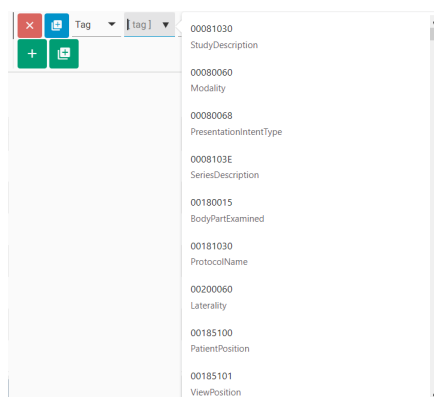 Tag [ tag ]
00081030
StudyDescription
00080060
Modality
00080068
PresentationIntentType
0008103E
SeriesDescription
00180015
BodyPartExamined
00181030
ProtocolName
00200060
Laterality
00185100
PatientPosition
00185101
ViewPosition